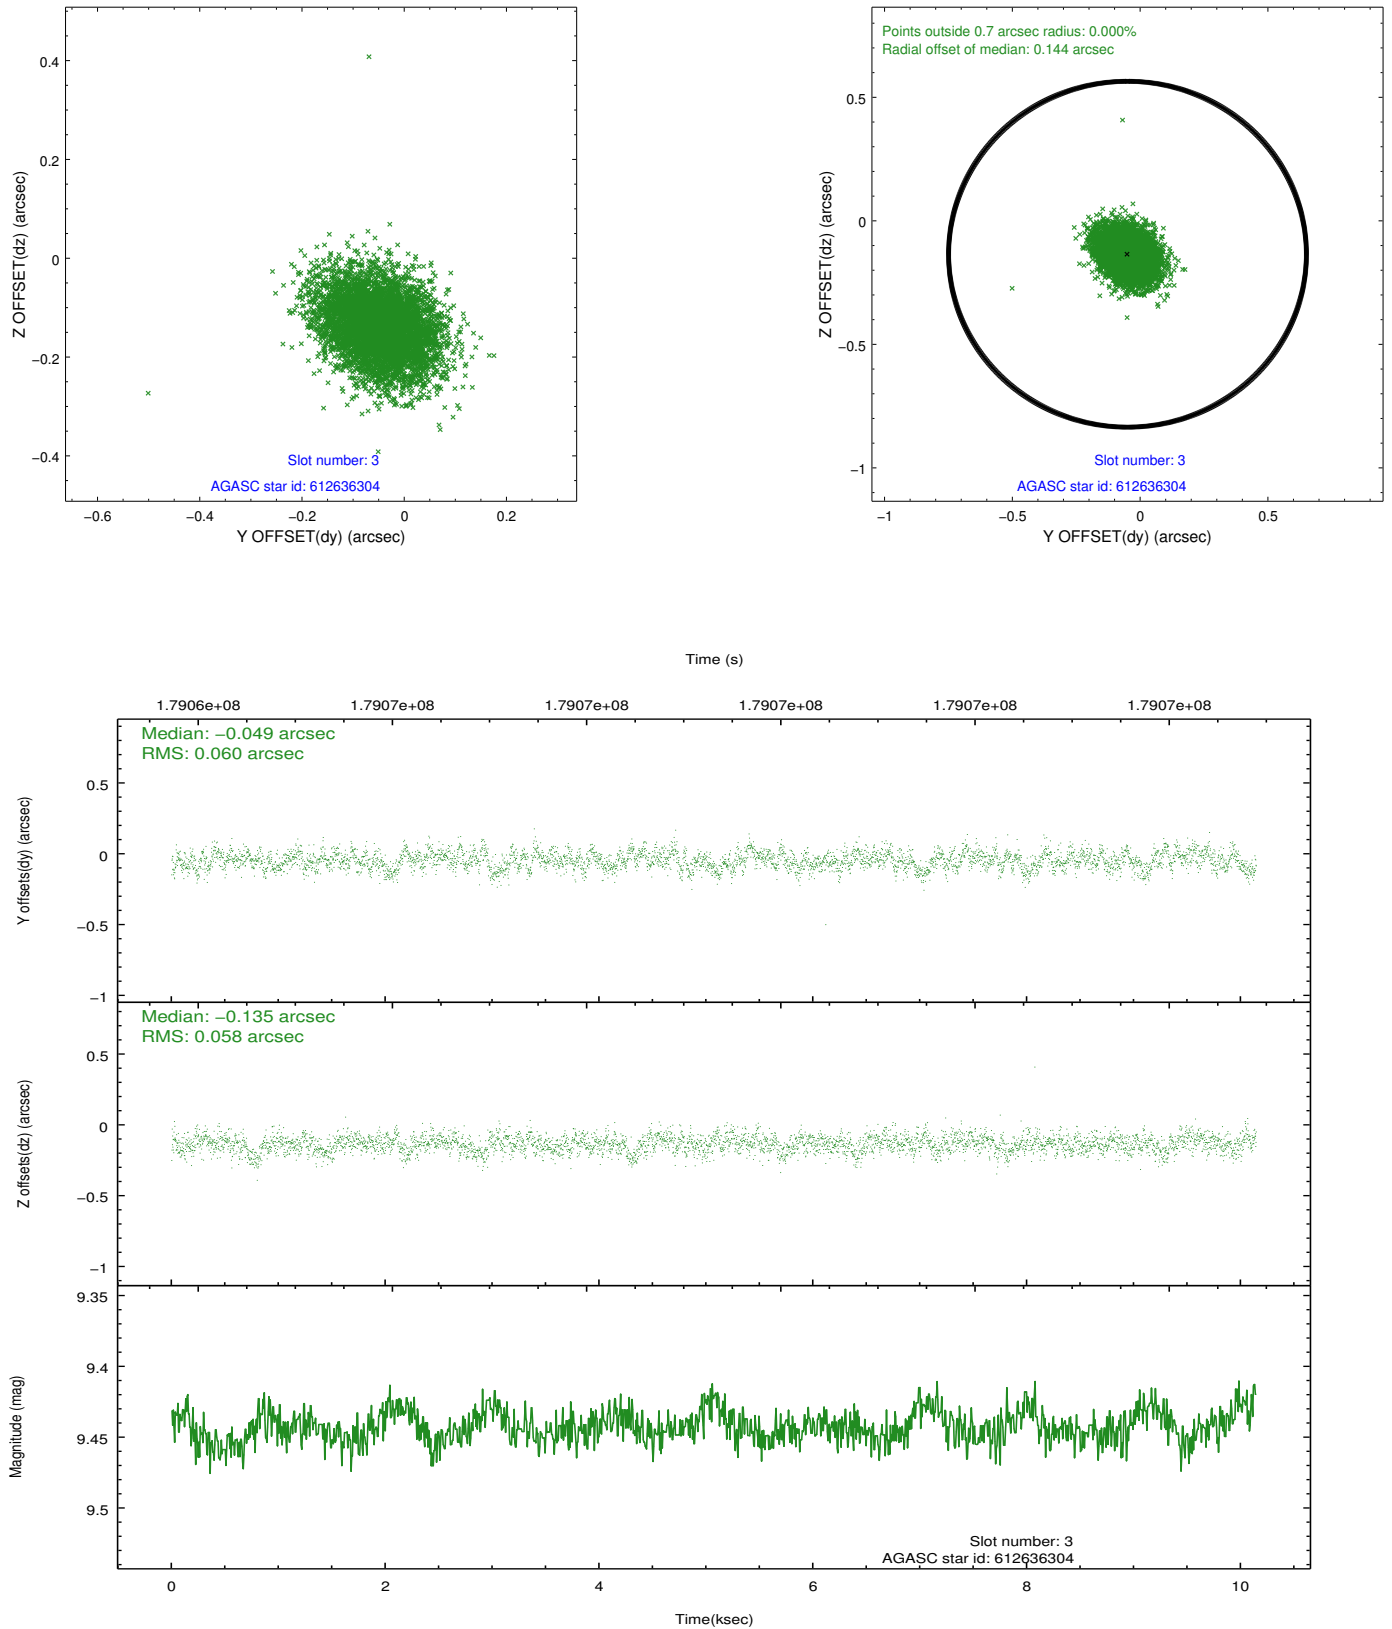 0.4
0.2
0
−0.2
−0.4
Z OFFSET(dz) (arcsec)
Slot number: 3
AGASC star id: 612636304
−0.6 −0.4 −0.2 0 0.2
Y OFFSET(dy) (arcsec)
Points outside 0.7 arcsec radius: 0.000%
Radial offset of median: 0.144 arcsec
0.5
0
−0.5
−1
Z OFFSET(dz) (arcsec)
Slot number: 3
AGASC star id: 612636304
−1 −0.5 0 0.5
Y OFFSET(dy) (arcsec)
Time (s)
1.7906e+08 1.7907e+08 1.7907e+08 1.7907e+08 1.7907e+08 1.7907e+08
Median: −0.049 arcsec
RMS: 0.060 arcsec
0.5
0
−0.5
−1
Y offsets(dy) (arcsec)
Median: −0.135 arcsec
RMS: 0.058 arcsec
0.5
0
−0.5
−1
Z offsets(dz) (arcsec)
9.35
9.4
9.45
9.5
Magnitude (mag)
Slot number: 3
AGASC star id: 612636304
0 2 4 6 8 10
Time(ksec)